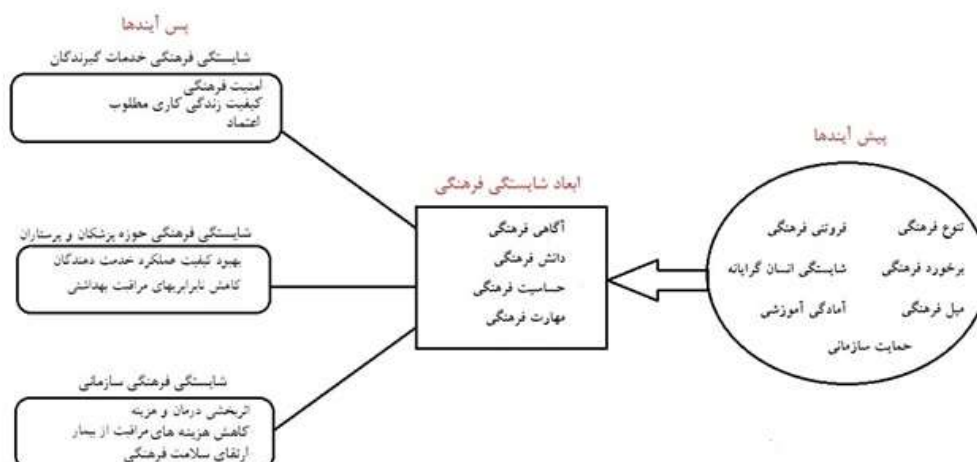 پیش آیندها
تنوع فرهنگی
فروتنی فرهنگی
برخورد فرهنگی
شایستگی انسان گرایانه
میل فرهنگی
آمادگی آموزشی
حمایت سازمانی
ابعاد شایستگی فرهنگی
آگاهی فرهنگی
دانش فرهنگی
حساسیت فرهنگی
مهارت فرهنگی
پس آیندها
شایستگی فرهنگی خدمات گیرندگان
امنیت فرهنگی
کیفیت زندگی کاری مطلوب
اعتماد
شایستگی فرهنگی حوزه پزشکان و پرستاران
بهبود کیفیت عملکرد خدمت دهندگان
کاهش نابرابریهای مراقبت بهداشتی
شایستگی فرهنگی سازمانی
اثربخشی درمان و هزینه
کاهش هزینه های مراقبت از بیمار
ارتقای سلامت فرهنگی